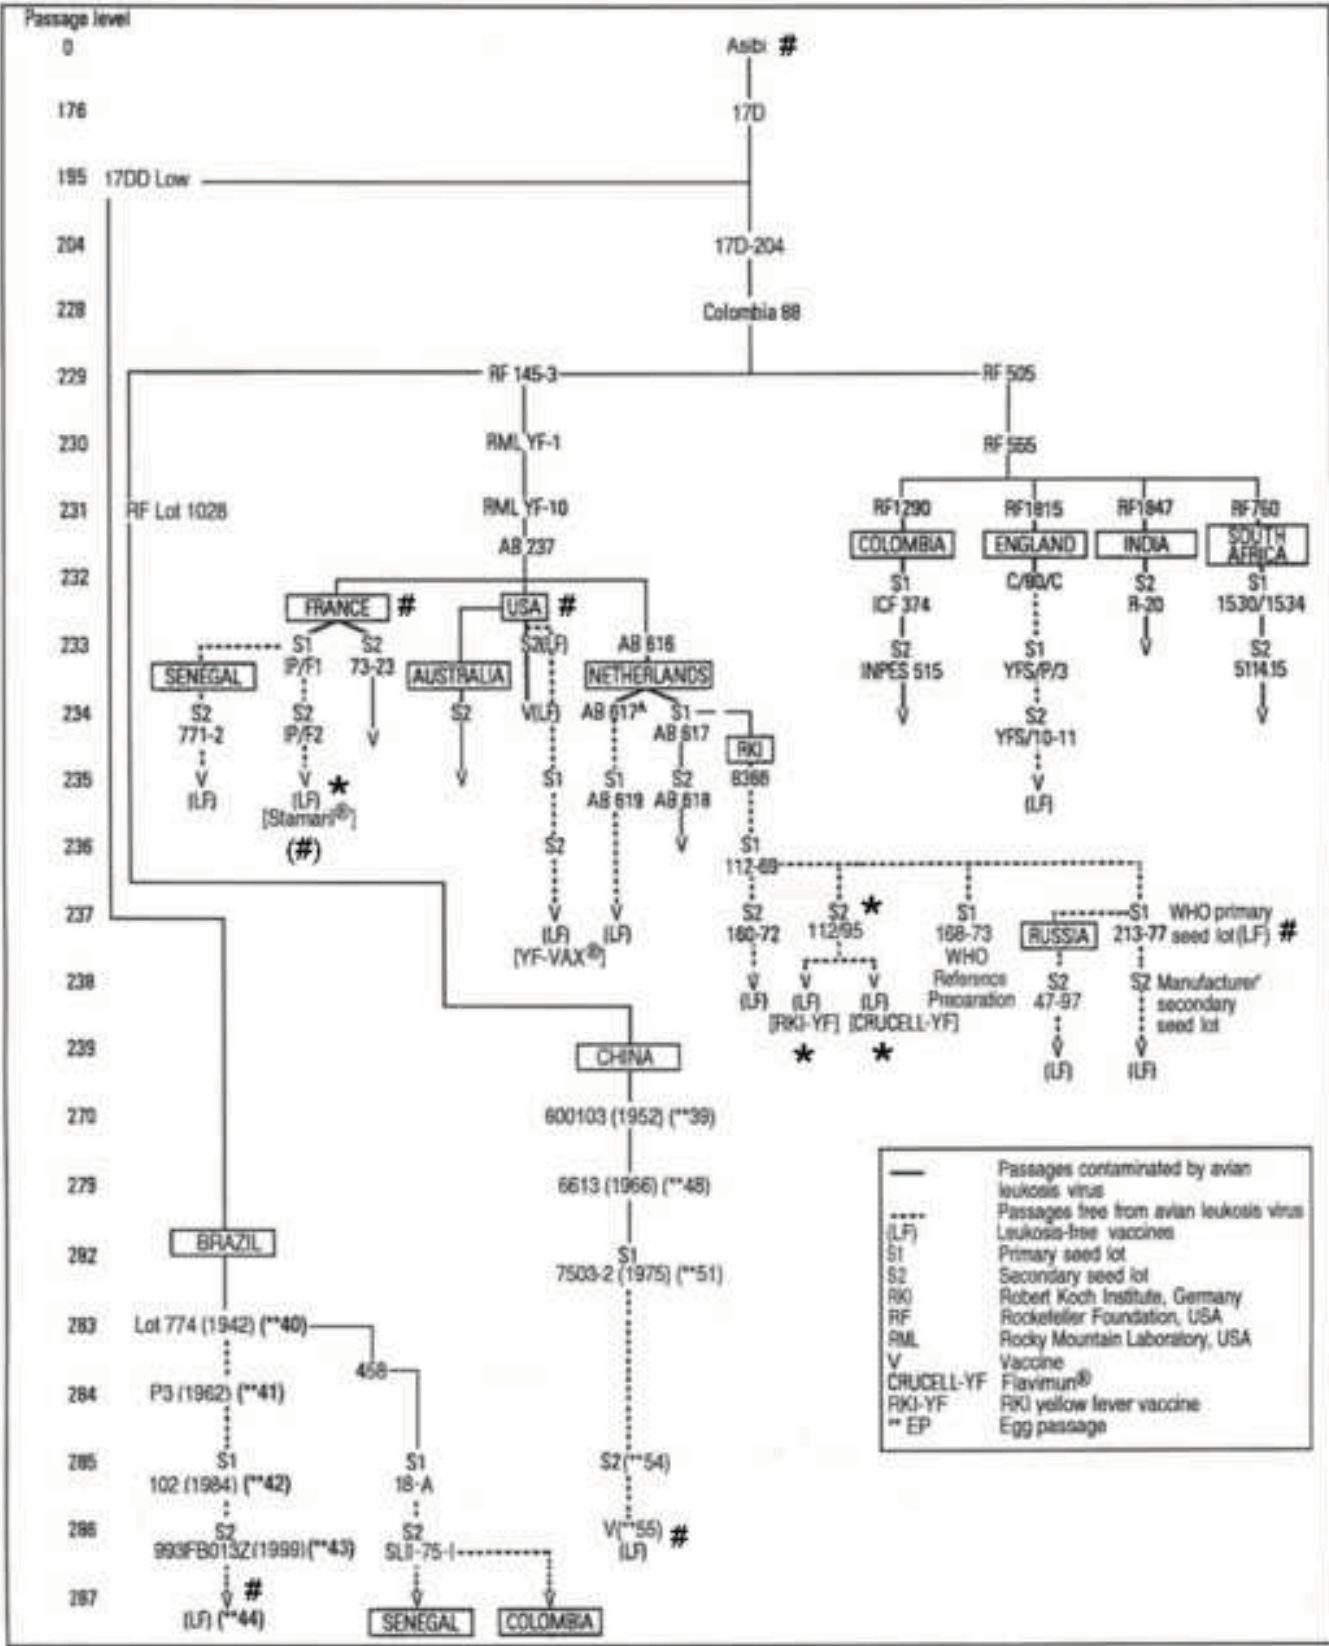 Passage level
0 Asibi #
176 17D
195 17DD Low
204 17D-204
228 Colombia 88
229 RF 145-3 RF 505
230 RML YF-1 RF 555
231 RF Lot 1028 RML YF-10 RF1290 RF1815 RF1847 RF760
AB 237 COLOMBIA ENGLAND INDIA SOUTH AFRICA
232 S1 C/80/C S2 S1
FRANCE # USA # ICF 374 R-20 1530/1534
233 S1 S2 S2(LF) AB 616 S2 S1 V S2
IP/F1 73-23 INPES 515 YFS/P/3 5114.15
SENEGAL AUSTRALIA NETHERLANDS
234 S2 S2 V S2 V(LF) AB 617A S1 V S2 V
771-2 IP/F2 AB 617 YFS/10-11
RKI
235 V V * V S1 S1 S2 8366 V
(LF) (LF) AB 619 AB 618 (LF)
[Stamaril®]
236 (#) S2 V S1
112-69
237 V V S2 S2 * S1 S1 WHO primary
(LF) (LF) 160-72 112/95 168-73 RUSSIA 213-77 seed lot(LF) #
[YF-VAX®] WHO
238 V V V Reference S2 S2 Manufacturer'
(LF) (LF) (LF) Preparation 47-97 secondary
[RKI-YF] [CRUCELL-YF] seed lot
239 CHINA * * V V
(LF) (LF)
270 600103 (1952) (**39)
279 6613 (1966) (**48)
BRAZIL
282 S1
7503-2 (1975) (**51)
283 Lot 774 (1942) (**40)
458
284 P3 (1962) (**41)
285 S1 S1 S2(**54)
102 (1984) (**42) 18-A
286 S2 S2 V(**55) #
993FB013Z(1999)(**43) (LF)
287 V # V V
(LF) (**44) SENEGAL COLOMBIA
Passages contaminated by avian
leukosis virus
Passages free from avian leukosis virus
(LF) Leukosis-free vaccines
S1 Primary seed lot
S2 Secondary seed lot
RKI Robert Koch Institute, Germany
RF Rockefeller Foundation, USA
RML Rocky Mountain Laboratory, USA
V Vaccine
CRUCELL-YF Flavimun®
RKI-YF RKI yellow fever vaccine
** EP Egg passage